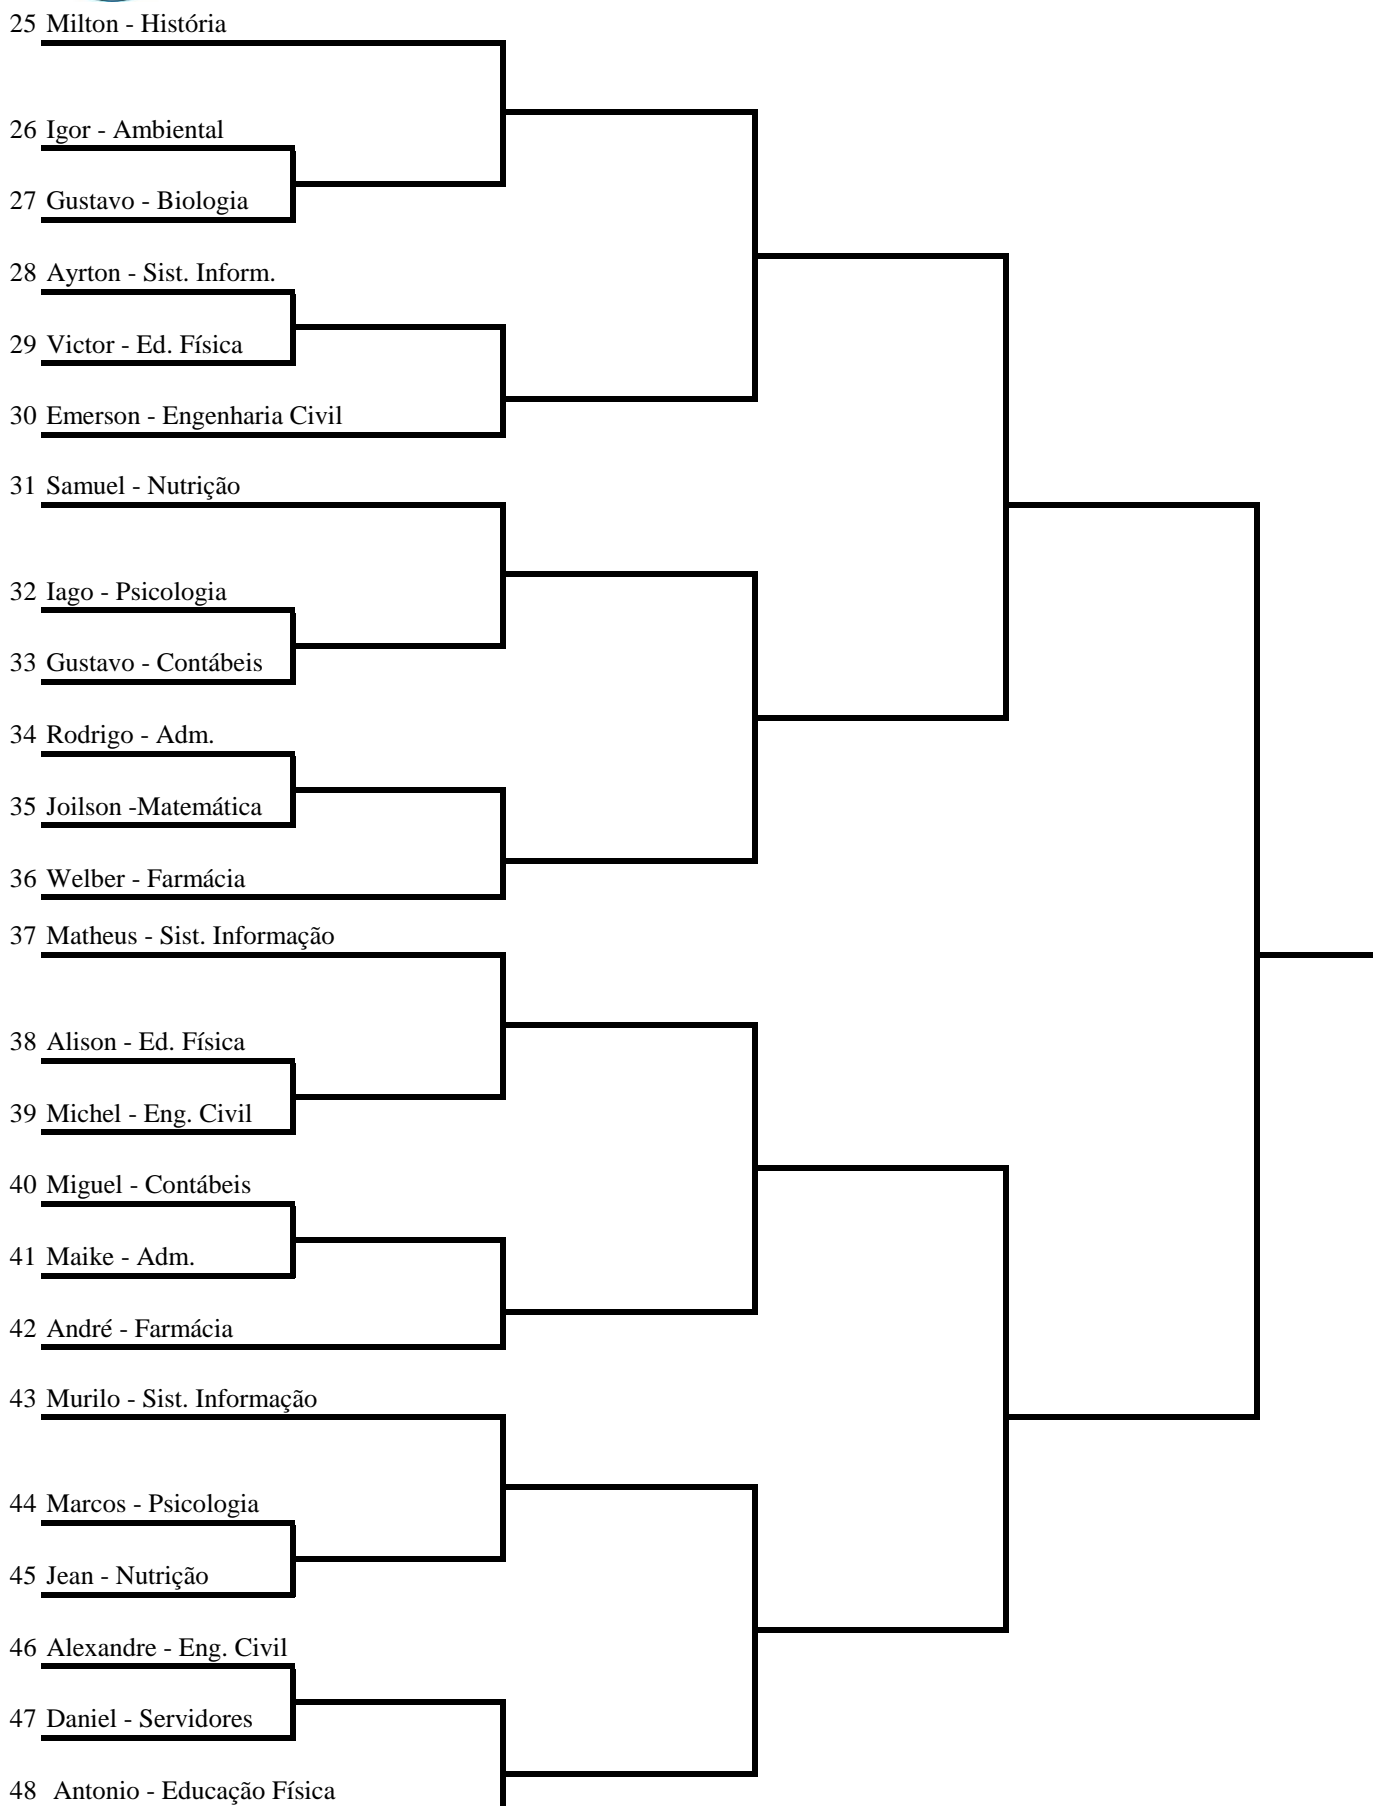 25 Milton - História
26 Igor - Ambiental
27 Gustavo - Biologia
28 Ayrton - Sist. Inform.
29 Victor - Ed. Física
30 Emerson - Engenharia Civil
31 Samuel - Nutrição
32 Iago - Psicologia
33 Gustavo - Contábeis
34 Rodrigo - Adm.
35 Joilson -Matemática
36 Welber - Farmácia
37 Matheus - Sist. Informação
38 Alison - Ed. Física
39 Michel - Eng. Civil
40 Miguel - Contábeis
41 Maike - Adm.
42 André - Farmácia
43 Murilo - Sist. Informação
44 Marcos - Psicologia
45 Jean - Nutrição
46 Alexandre - Eng. Civil
47 Daniel - Servidores
48 Antonio - Educação Física